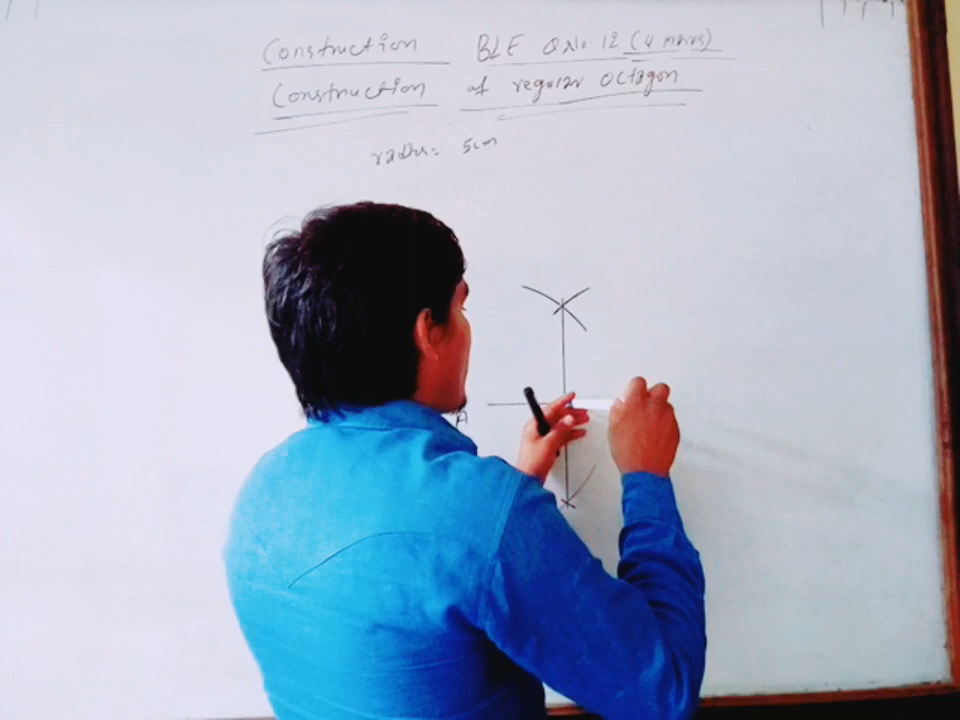 Construction BLE Q.No. 12 (4 marks)
Construction of regular octagon
radius = 5cm
A